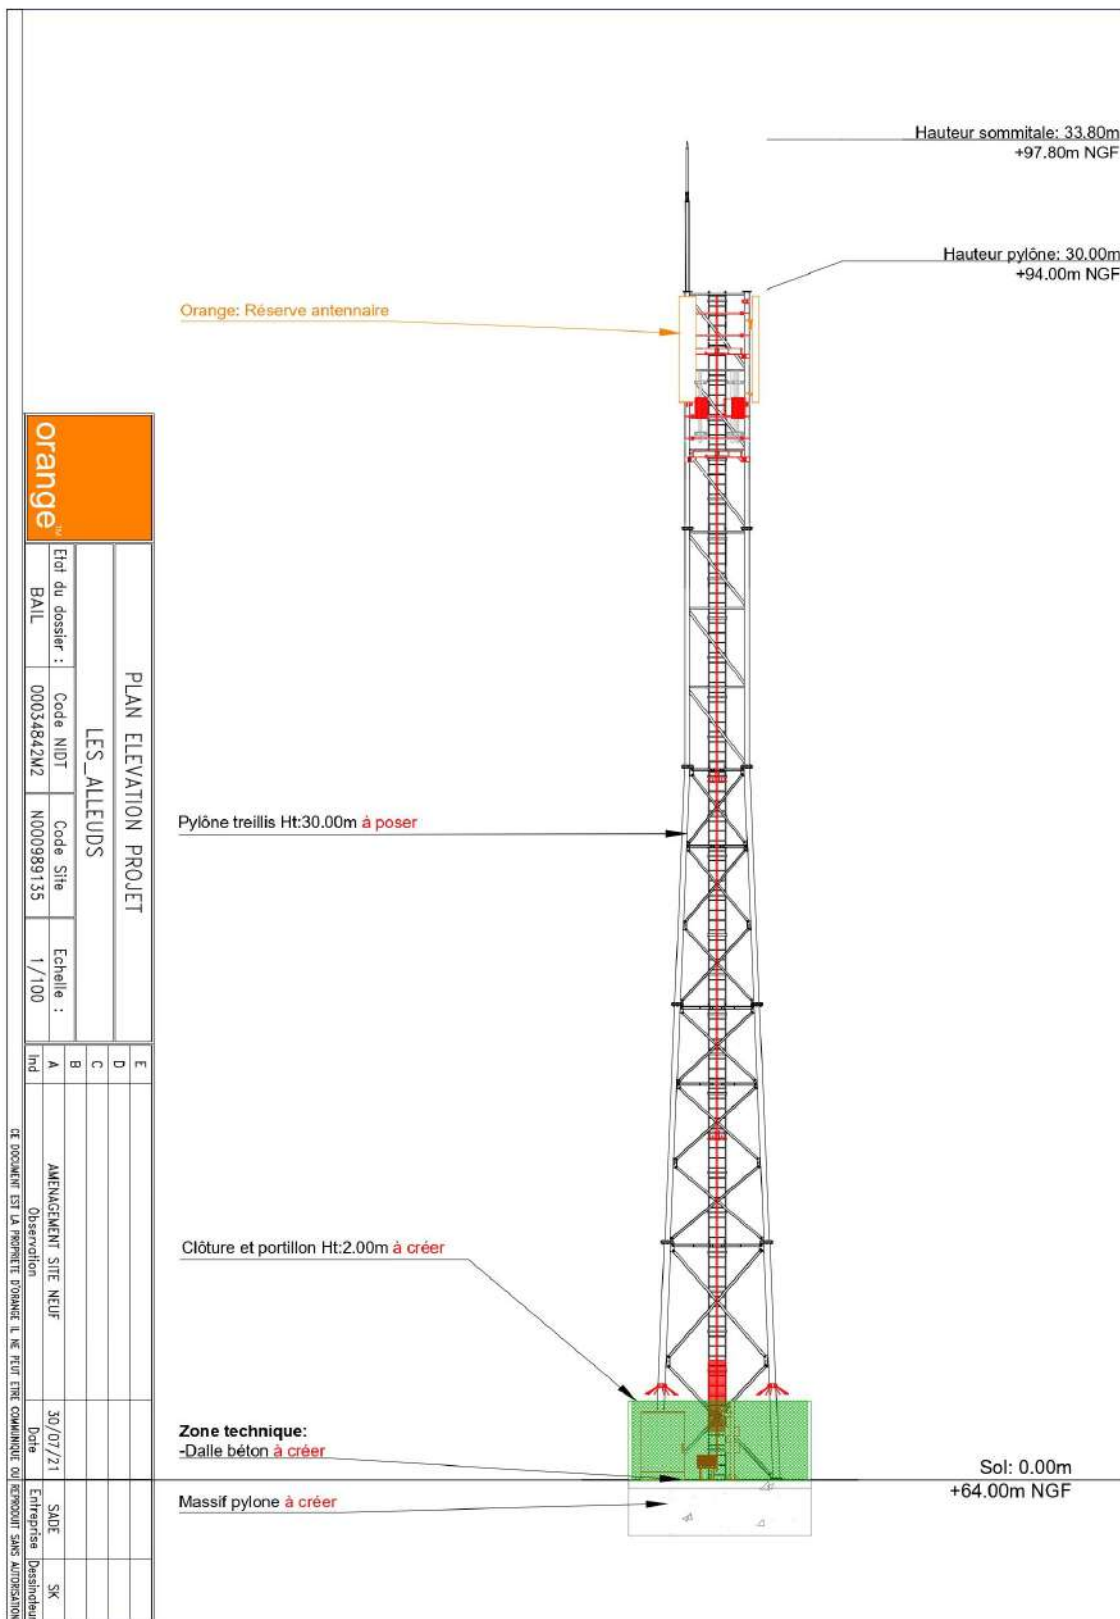 Hauteur sommitale: 33.80m
+97.80m NGF
Hauteur pylône: 30.00m
+94.00m NGF
Orange: Réserve antennaire
Pylône treillis Ht:30.00m à poser
Clôture et portillon Ht:2.00m à créer
Zone technique:
-Dalle béton à créer
Massif pylone à créer
Sol: 0.00m
+64.00m NGF
orange™
PLAN ELEVATION PROJET
LES_ALLEUDS
Etat du dossier :
BAIL
Code NIDT
00034842M2
Code Site
N000989135
Echelle :
1/100
E
D
C
B
A AMENAGEMENT SITE NEUF 30/07/21 SADE SK
Ind Observation Date Entreprise Dessinateur
CE DOCUMENT EST LA PROPRIETE D'ORANGE IL NE PEUT ETRE COMMUNIQUE OU REPRODUIT SANS AUTORISATION